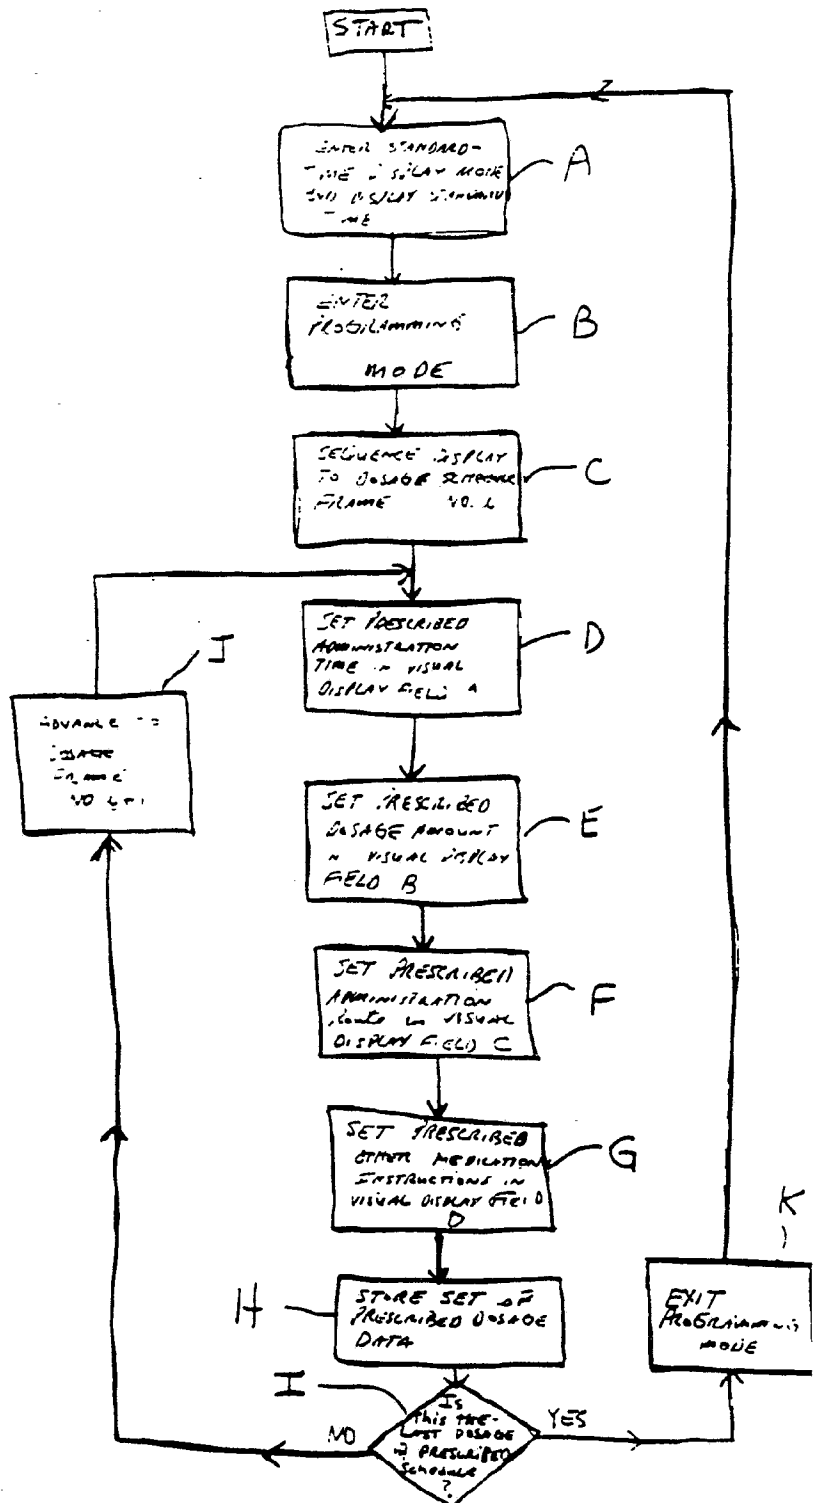 START
ENTER STANDARD-
TIME DISPLAY MODE
AND DISPLAY STANDARD
TIME
A
ENTER
PROGRAMMING
MODE
B
SEQUENCE DISPLAY
TO DOSAGE SCHEDULE
FRAME NO.
C
SET PRESCRIBED
ADMINISTRATION
TIME IN VISUAL
DISPLAY FIELD A
D
J
ADVANCE TO
DOSAGE
FRAME
NO
SET PRESCRIBED
DOSAGE AMOUNT
IN VISUAL DISPLAY
FIELD B
E
SET PRESCRIBED
ADMINISTRATION
Route in VISUAL
DISPLAY FIELD C
F
SET PRESCRIBED
OTHER MEDICATION
INSTRUCTIONS IN
VISUAL DISPLAY FIELD
D
G
H
STORE SET OF
PRESCRIBED DOSAGE
DATA
K
EXIT
PROGRAMMING
MODE
I
Is
this THE
LAST DOSAGE
PRESCRIBED
SCHEDULE
?
NO
YES